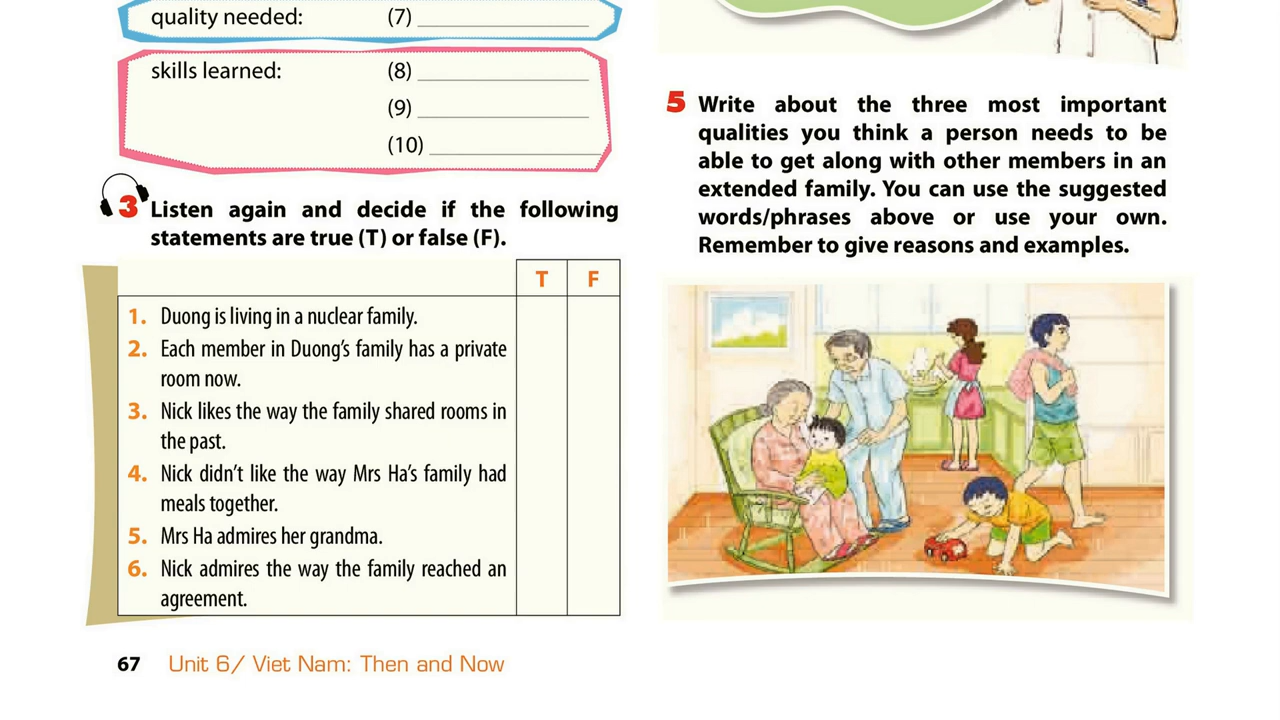 quality needed: (7)
skills learned: (8)
(9)
(10)
3 Listen again and decide if the following
statements are true (T) or false (F).
T F
1. Duong is living in a nuclear family.
2. Each member in Duong's family has a private
room now.
3. Nick likes the way the family shared rooms in
the past.
4. Nick didn't like the way Mrs Ha's family had
meals together.
5. Mrs Ha admires her grandma.
6. Nick admires the way the family reached an
agreement.
67 Unit 6/ Viet Nam: Then and Now
5 Write about the three most important
qualities you think a person needs to be
able to get along with other members in an
extended family. You can use the suggested
words/phrases above or use your own.
Remember to give reasons and examples.